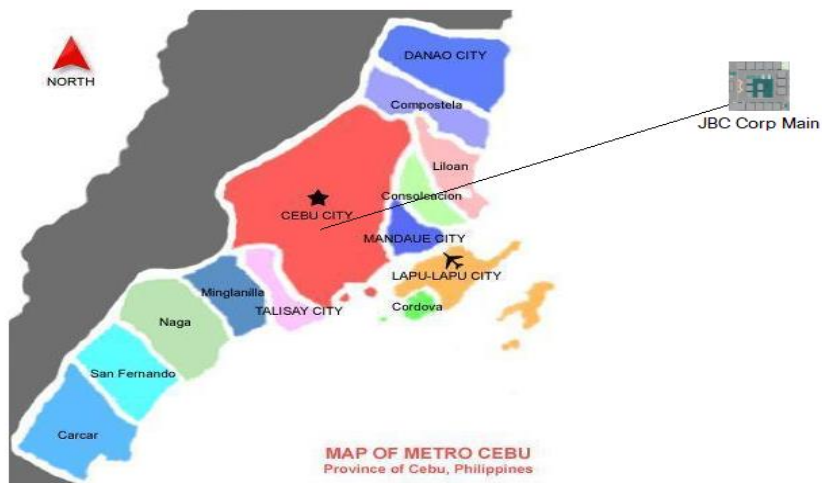 DANAO CITY
NORTH
Compostela
JBC Corp Main
Liloan
Consolcacion
CEBU CITY
MANDAUE CITY
LAPU-LAPU CITY
Minglanilla
TALISAY CITY
Cordova
Naga
San Fernando
Carcar
MAP OF METRO CEBU
Province of Cebu, Philippines